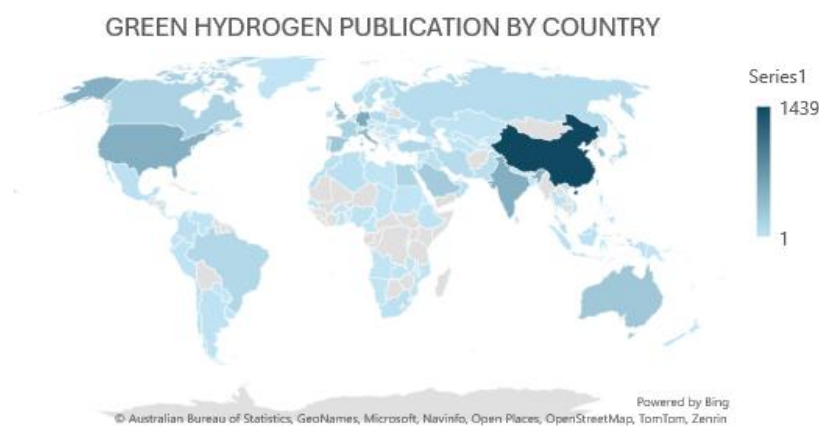 GREEN HYDROGEN PUBLICATION BY COUNTRY
Series1
1439
1
Powered by Bing
© Australian Bureau of Statistics, GeoNames, Microsoft, Navinfo, Open Places, OpenStreetMap, TomTom, Zenrin